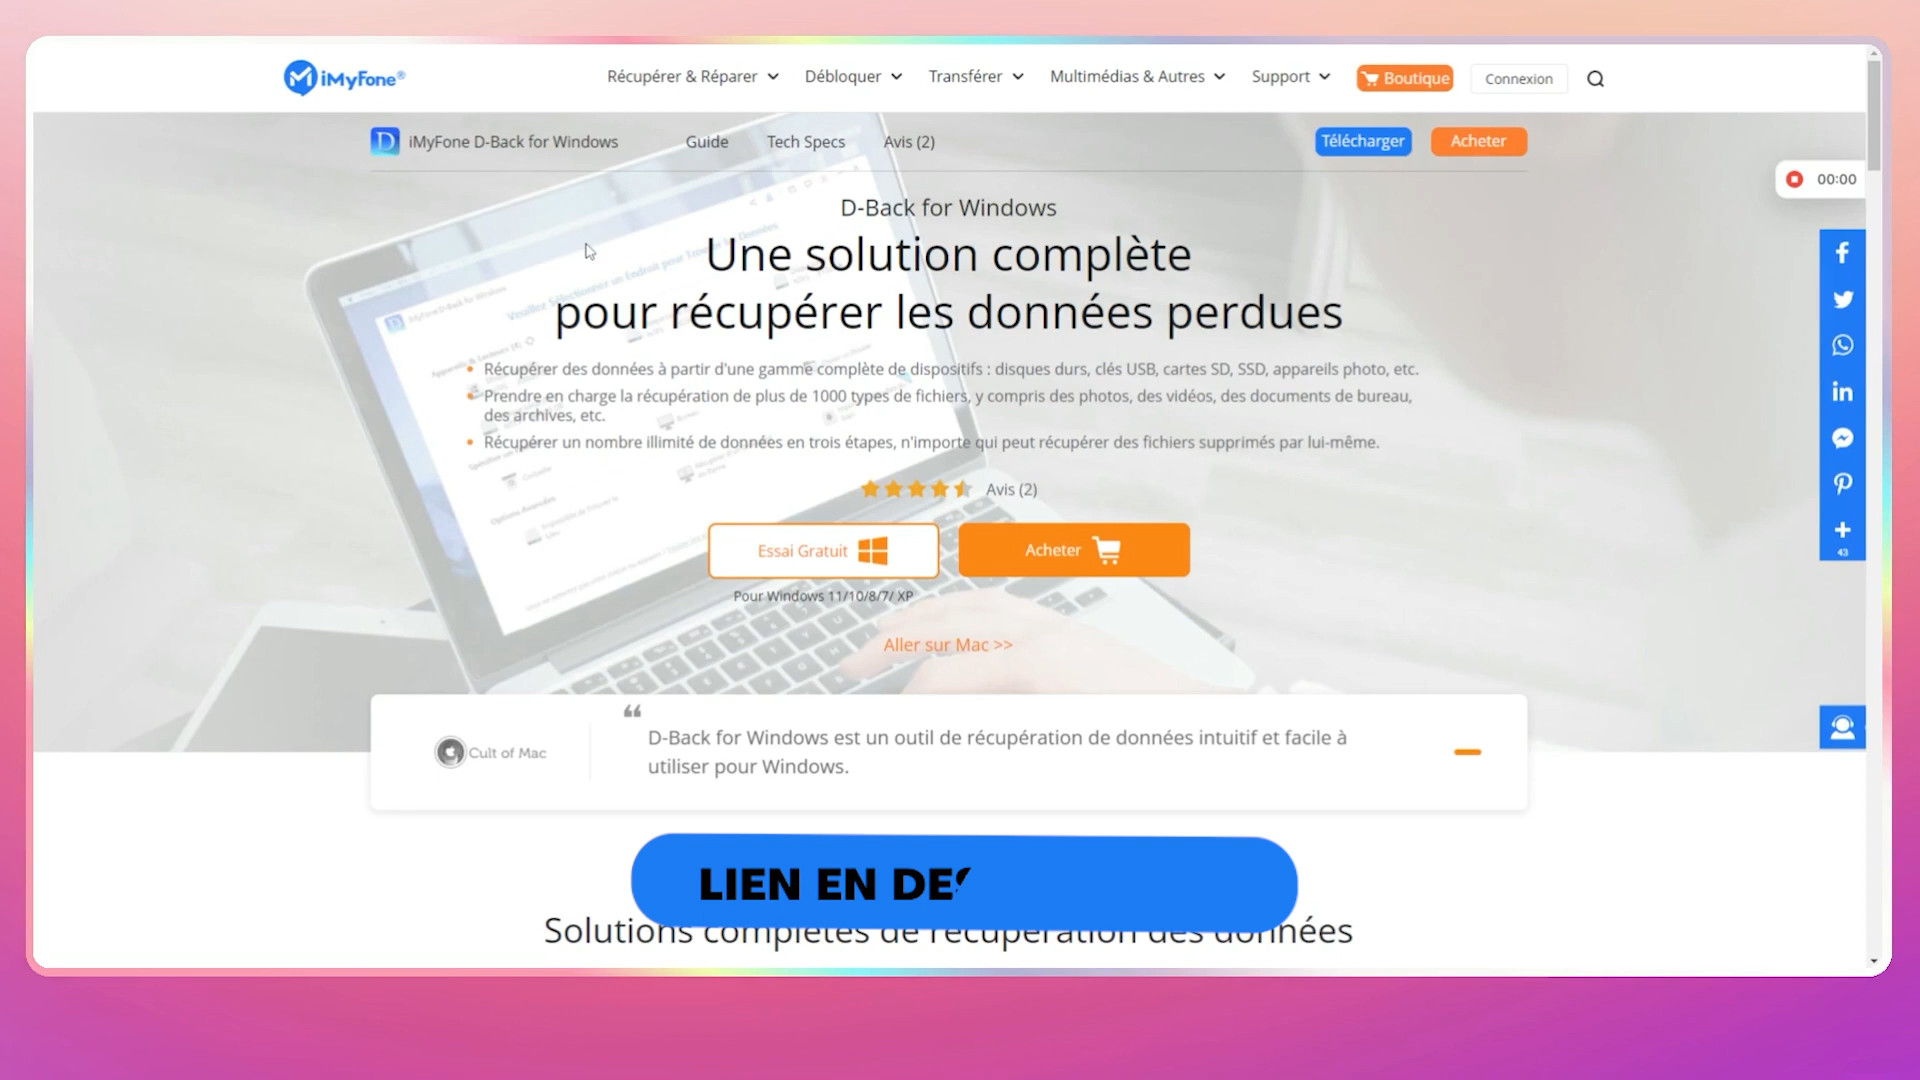 iMyFone®
Récupérer & Réparer
Débloquer
Transférer
Multimédias & Autres
Support
Boutique
Connexion
iMyFone D-Back for Windows
Guide
Tech Specs
Avis (2)
Télécharger
Acheter
00:00
D-Back for Windows
Une solution complète
pour récupérer les données perdues
Récupérer des données à partir d'une gamme complète de dispositifs : disques durs, clés USB, cartes SD, SSD, appareils photo, etc.
Prendre en charge la récupération de plus de 1000 types de fichiers, y compris des photos, des vidéos, des documents de bureau,
des archives, etc.
Récupérer un nombre illimité de données en trois étapes, n'importe qui peut récupérer des fichiers supprimés par lui-même.
Avis (2)
Essai Gratuit
Acheter
Pour Windows 11/10/8/7/ XP
Aller sur Mac >>
43
Cult of Mac
“
D-Back for Windows est un outil de récupération de données intuitif et facile à
utiliser pour Windows.
LIEN EN DES
Solutions complètes de récupération des données